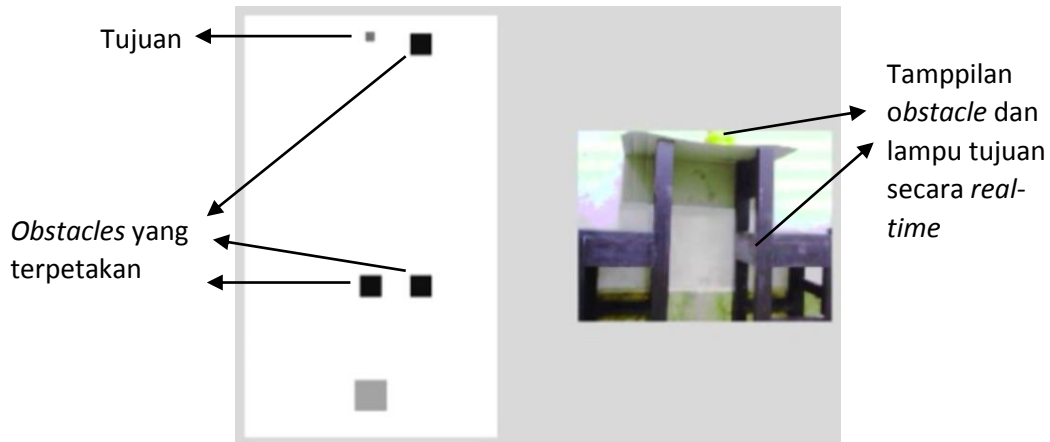 Tujuan
Obstacles yang
terpetakan
Tamppilan
obstacle dan
lampu tujuan
secara real-
time